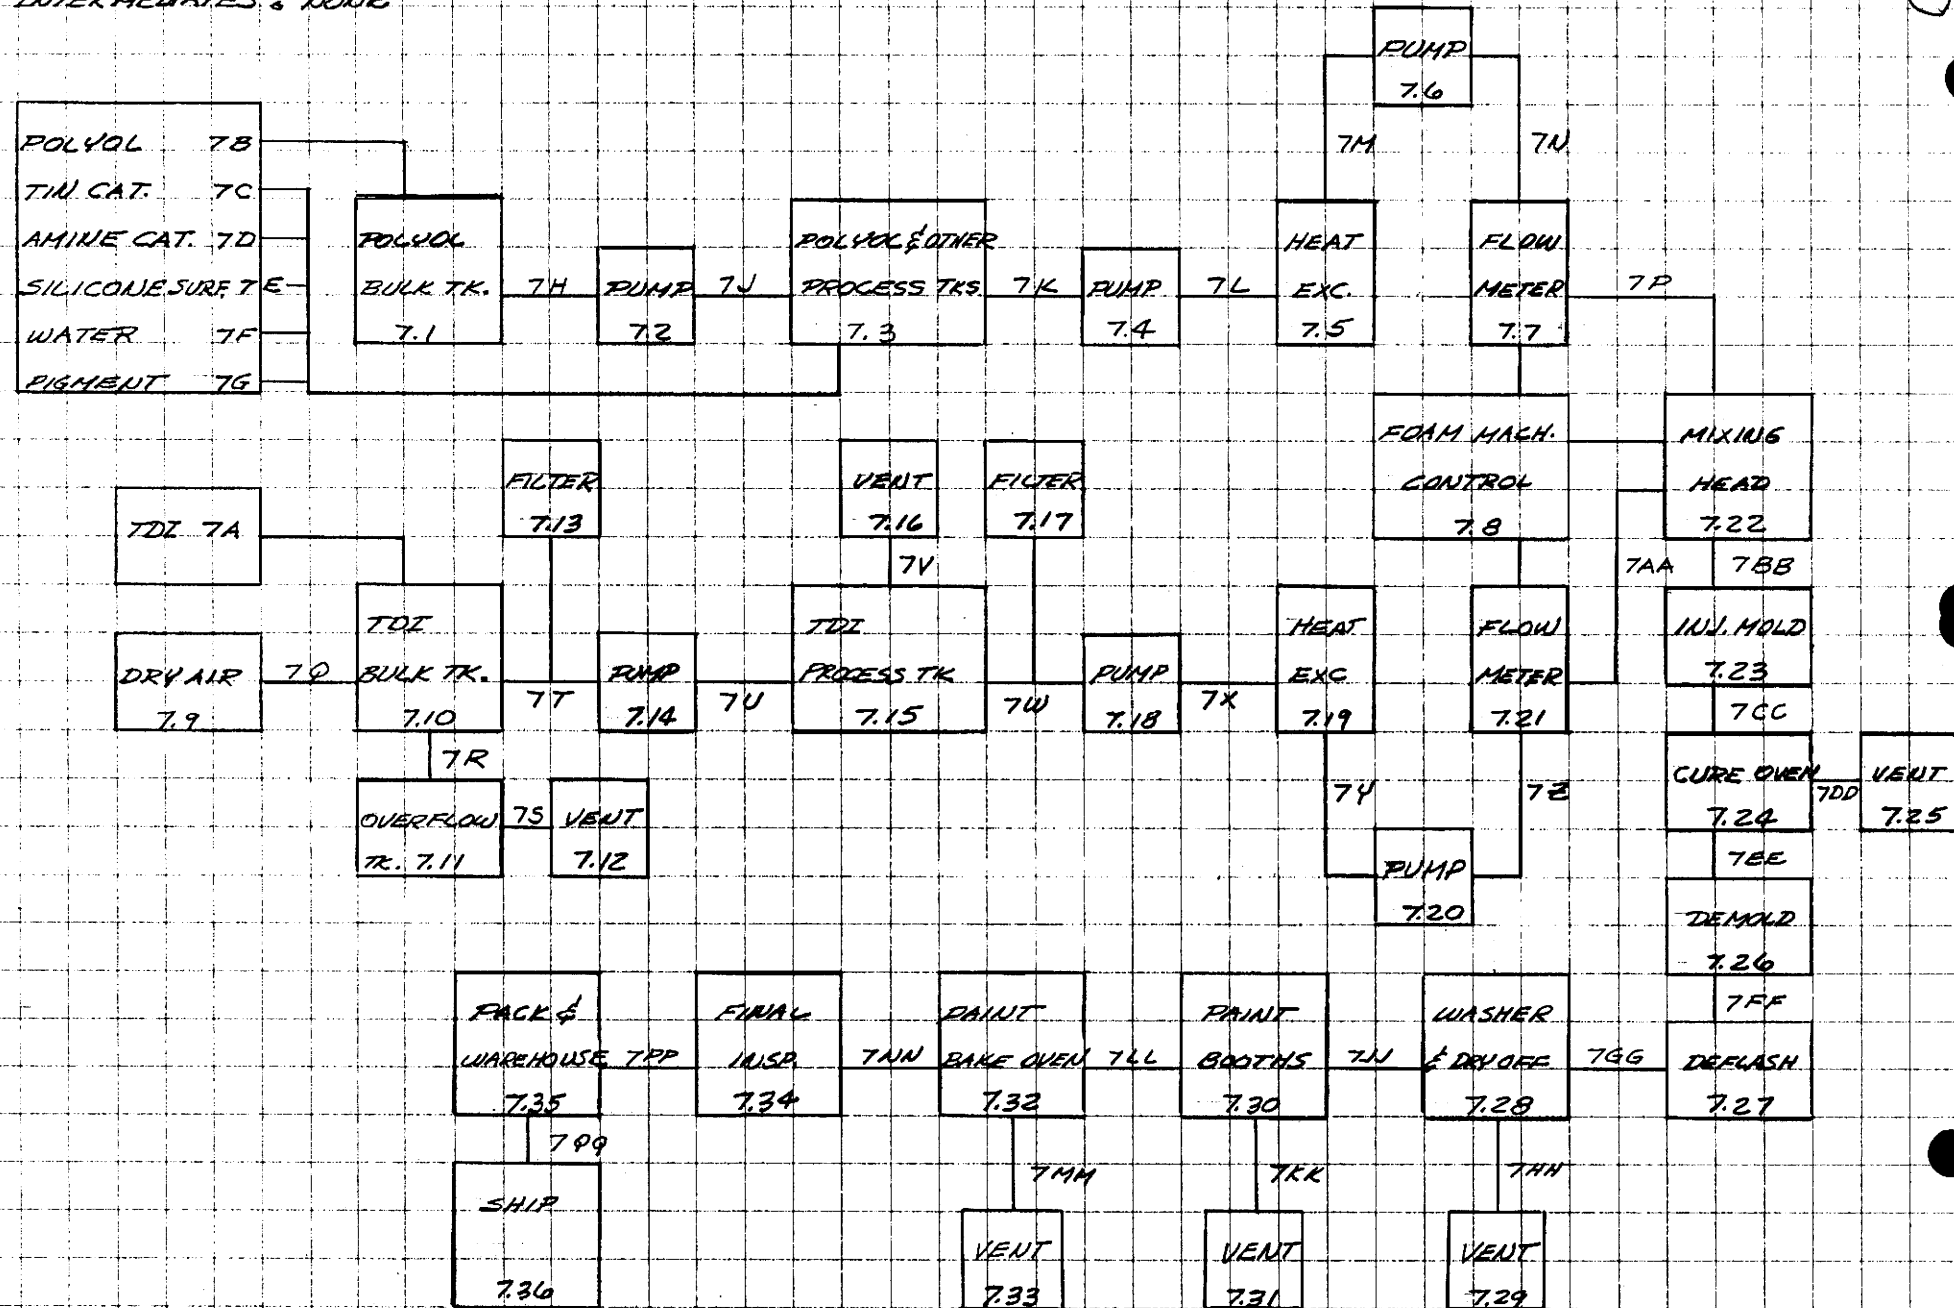 INTERMEDIATES: NONE
PUMP
7.6
7M
7N
POLYOL 7B
TIN CAT. 7C
AMINE CAT. 7D
SILICONE SURF. 7E
WATER 7F
PIGMENT 7G
POLYOL
BULK TK.
7.1
7H
PUMP
7.2
7J
POLYOL & OTHER
PROCESS TKS
7.3
7K
PUMP
7.4
7L
HEAT
EXC.
7.5
FLOW
METER
7.7
7P
FOAM MACH.
CONTROL
7.8
MIXING
HEAD
7.22
FILTER
7.13
VENT
7.16
7V
FILTER
7.17
TDI 7A
7AA
7BB
DRY AIR
7.9
7Q
TDI
BULK TK.
7.10
7T
PUMP
7.14
7U
TDI
PROCESS TK
7.15
7W
PUMP
7.18
7X
HEAT
EXC
7.19
FLOW
METER
7.21
INJ. MOLD
7.23
7CC
7R
OVERFLOW
TK. 7.11
7S
VENT
7.12
7Y
7Z
PUMP
7.20
CURE OVEN
7.24
7DD
VENT
7.25
7EE
DEMOLD
7.26
7FF
PACK &
WAREHOUSE
7.35
7PP
FINAL
INSP.
7.34
7NN
PAINT
BAKE OVEN
7.32
7LL
PAINT
BOOTHS
7.30
7JJ
WASHER
& DRY OFF
7.28
7GG
DEFLASH
7.27
7QQ
7MM
7KK
7HH
SHIP
7.36
VENT
7.33
VENT
7.31
VENT
7.29